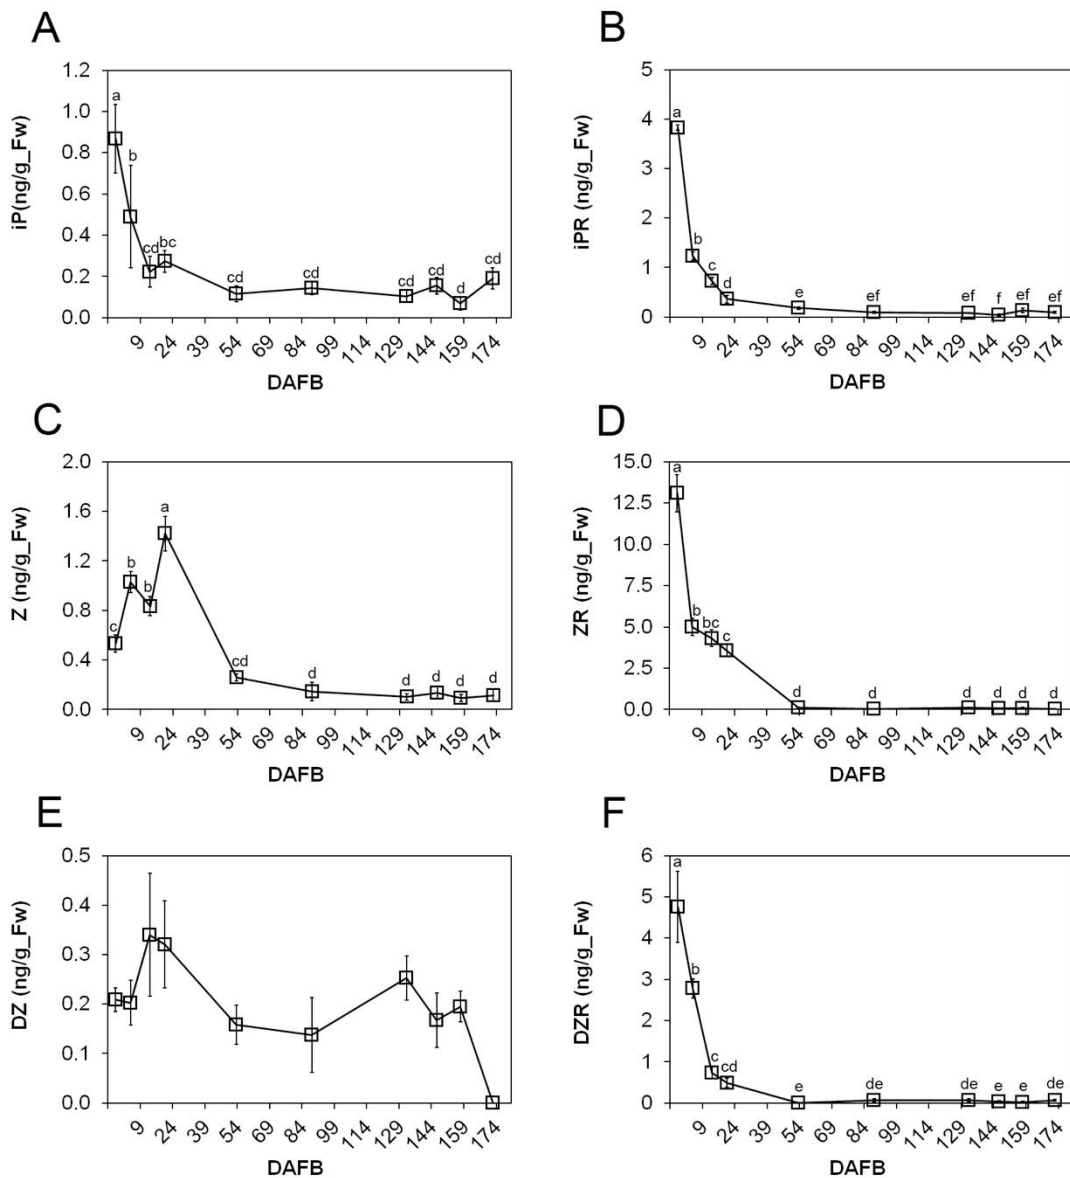 A
iP(ng/g_Fw)
1.2
1.0
0.8
0.6
0.4
0.2
0.0
a
b
cd
bc
cd
cd
cd
cd
d
cd
9 24 39 54 69 84 99 114 129 144 159 174
DAFB
B
iPR (ng/g_Fw)
5
4
3
2
1
0
a
b
c
d
e
ef
ef
f
ef
ef
9 24 39 54 69 84 99 114 129 144 159 174
DAFB
C
Z (ng/g_Fw)
2.0
1.6
1.2
0.8
0.4
0.0
c
b
b
a
cd
d
d
d
d
d
9 24 39 54 69 84 99 114 129 144 159 174
DAFB
D
ZR (ng/g_Fw)
15.0
12.5
10.0
7.5
5.0
2.5
0.0
a
b
bc
c
d
d
d
d
d
d
9 24 39 54 69 84 99 114 129 144 159 174
DAFB
E
DZ (ng/g_Fw)
0.5
0.4
0.3
0.2
0.1
0.0
9 24 39 54 69 84 99 114 129 144 159 174
DAFB
F
DZR (ng/g_Fw)
6
5
4
3
2
1
0
a
b
c
cd
e
de
de
e
e
de
9 24 39 54 69 84 99 114 129 144 159 174
DAFB